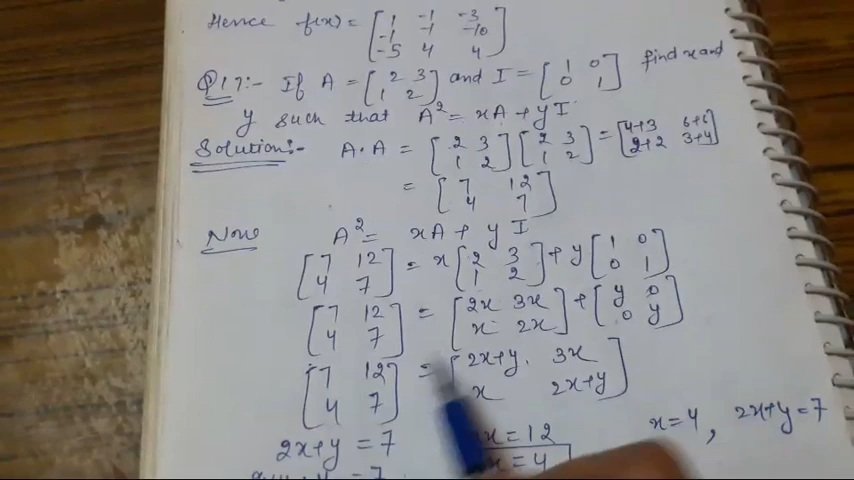 Hence f(x) = [1 -1 -3
-1 -1 -10
-5 4 4]
Q17:- If A = [2 3
1 2] and I = [1 0
0 1] find x and
y such that A² = xA + yI
Solution:- A·A = [2 3
1 2] [2 3
1 2] = [4+3 6+6
2+2 3+4]
= [7 12
4 7]
Now A² = xA + yI
[7 12
4 7] = x[2 3
1 2] + y[1 0
0 1]
[7 12
4 7] = [2x 3x
x 2x] + [y 0
0 y]
[7 12
4 7] = [2x+y 3x
x 2x+y]
2x+y = 7 x = 12 x = 4, 2x+y = 7
x = 4
= 7